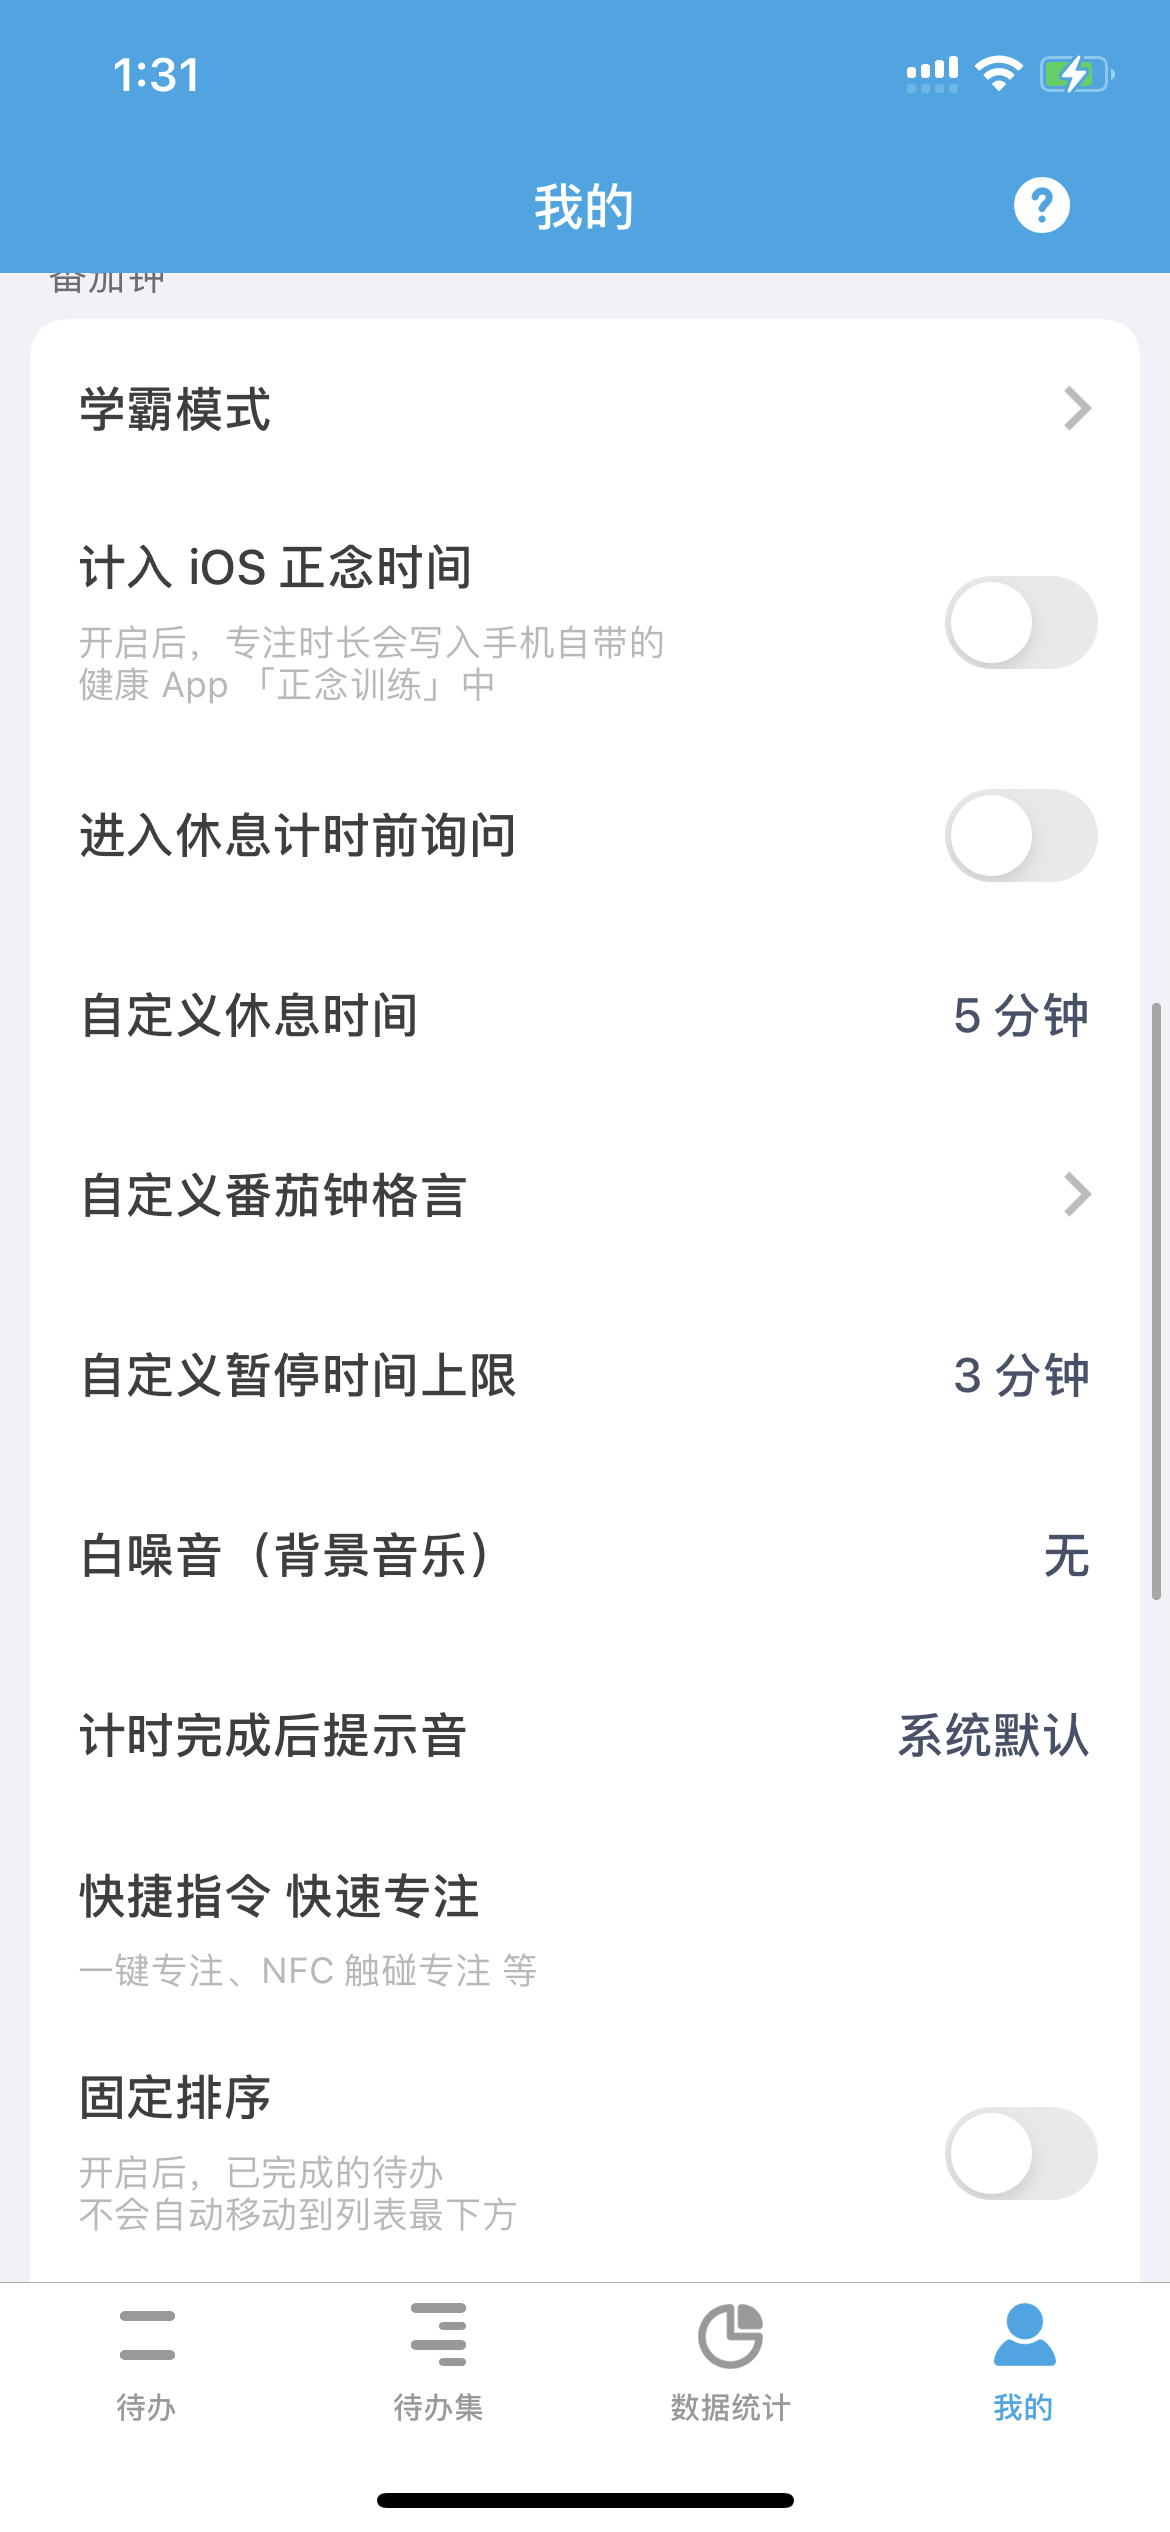 1:31
我的
番茄钟
学霸模式
计入 iOS 正念时间
开启后，专注时长会写入手机自带的
健康 App 「正念训练」中
进入休息计时前询问
自定义休息时间
5 分钟
自定义番茄钟格言
自定义暂停时间上限
3 分钟
白噪音（背景音乐）
无
计时完成后提示音
系统默认
快捷指令 快速专注
一键专注、NFC 触碰专注 等
固定排序
开启后，已完成的待办
不会自动移动到列表最下方
待办
待办集
数据统计
我的